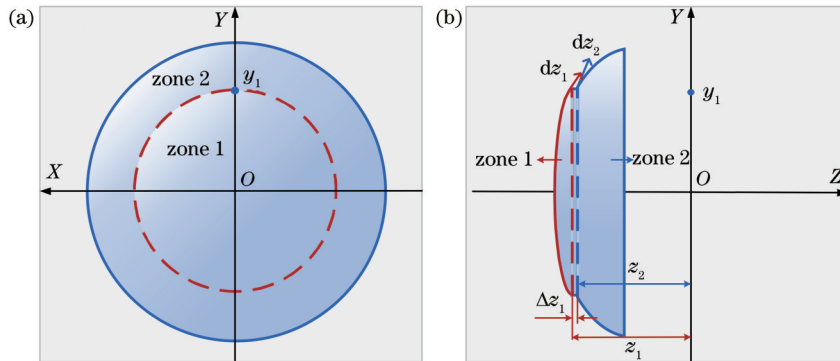 (a)
Y
zone 2
y₁
zone 1
X
O
(b)
Y
dz₂
dz₁
y₁
zone 1
zone 2
O
Z
z₂
Δz₁
z₁